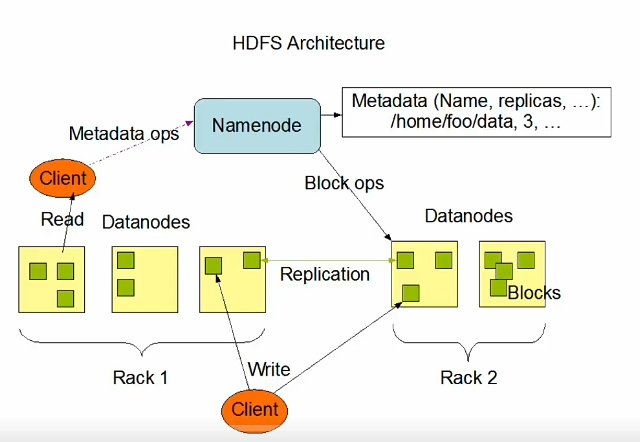 HDFS Architecture
Metadata (Name, replicas, ...):
/home/foo/data, 3, ...
Namenode
Metadata ops
Client
Block ops
Read
Datanodes
Datanodes
Replication
Blocks
Write
Rack 1
Rack 2
Client